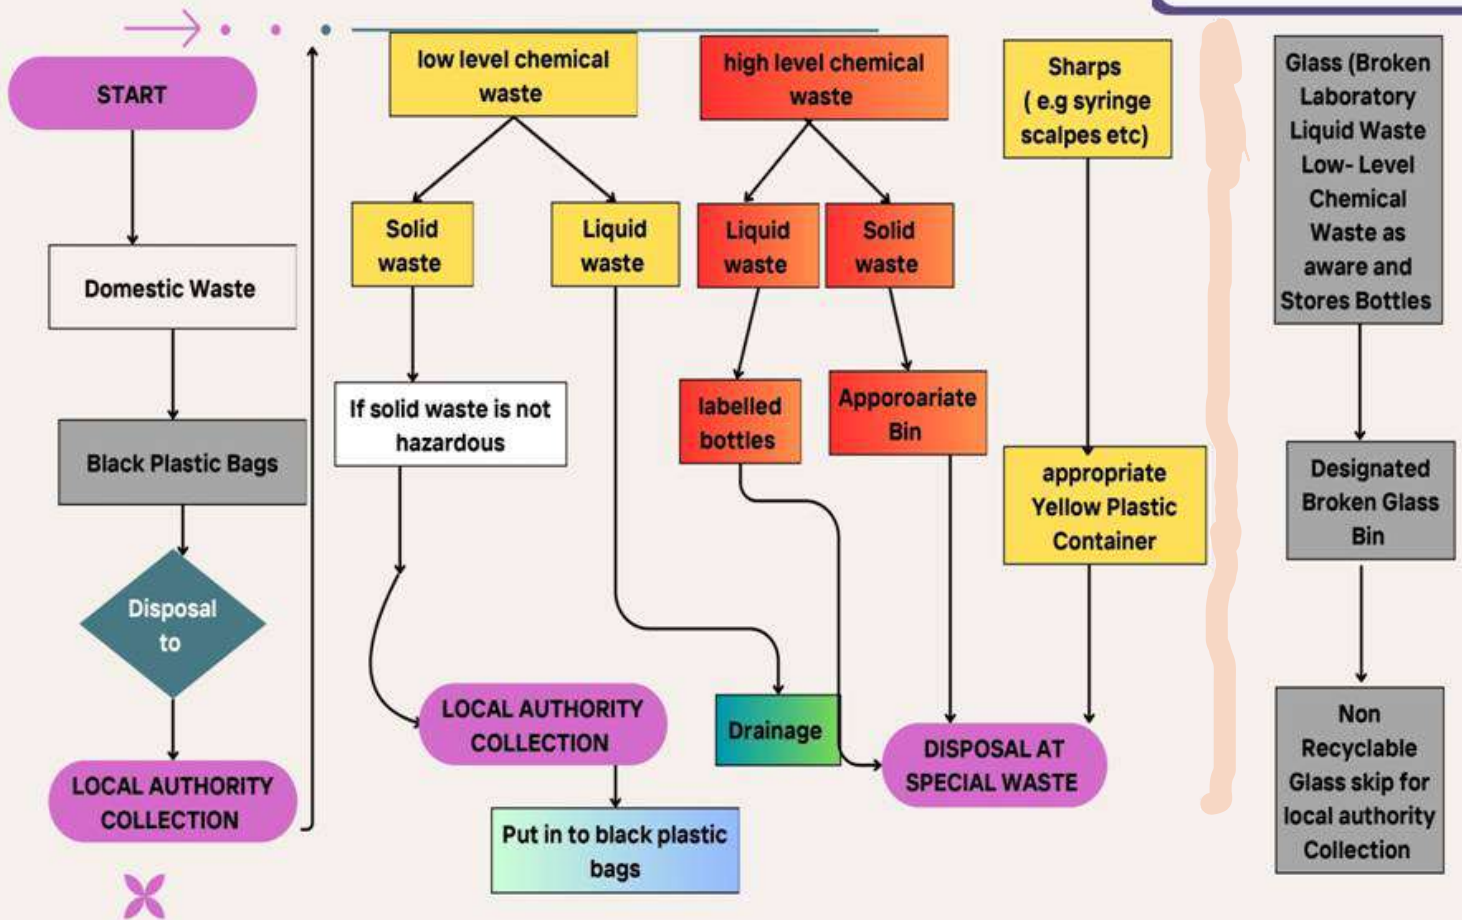 START
Domestic Waste
Black Plastic Bags
Disposal
to
LOCAL AUTHORITY
COLLECTION
low level chemical
waste
Solid
waste
Liquid
waste
If solid waste is not
hazardous
LOCAL AUTHORITY
COLLECTION
Put in to black plastic
bags
Drainage
high level chemical
waste
Liquid
waste
Solid
waste
labelled
bottles
Apporoariate
Bin
DISPOSAL AT
SPECIAL WASTE
Sharps
( e.g syringe
scalpes etc)
appropriate
Yellow Plastic
Container
Glass (Broken
Laboratory
Liquid Waste
Low- Level
Chemical
Waste as
aware and
Stores Bottles
Designated
Broken Glass
Bin
Non
Recyclable
Glass skip for
local authority
Collection